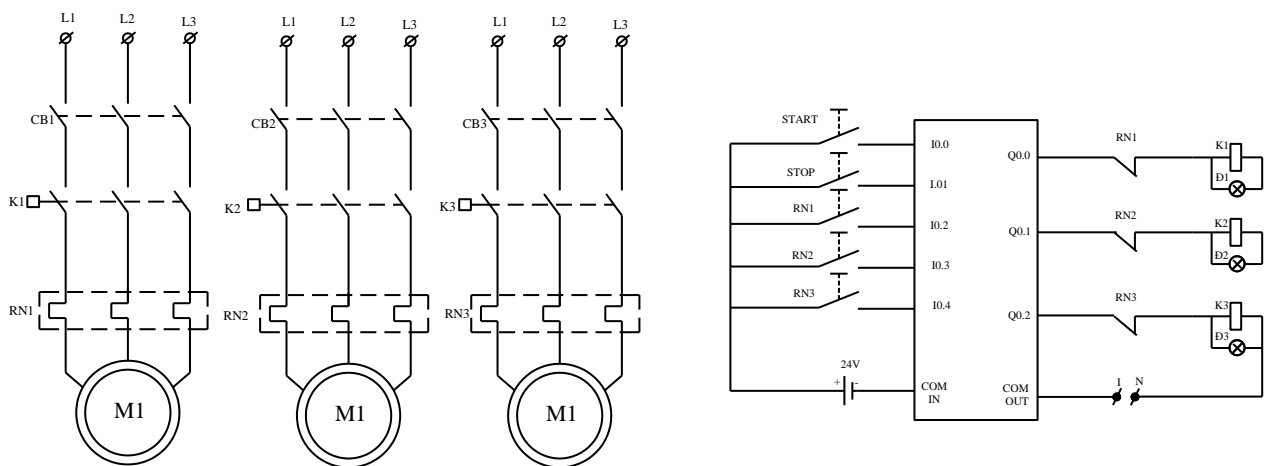 L1 L2 L3
L1 L2 L3
L1 L2 L3
CB1
CB2
CB3
K1
K2
K3
RN1
RN2
RN3
M1
M1
M1
START
I0.0
STOP
I.01
RN1
I0.2
RN2
I0.3
RN3
I0.4
24V
+ -
COM
IN
COM
OUT
Q0.0
RN1
K1
Đ1
Q0.1
RN2
K2
Đ2
Q0.2
RN3
K3
Đ3
I N